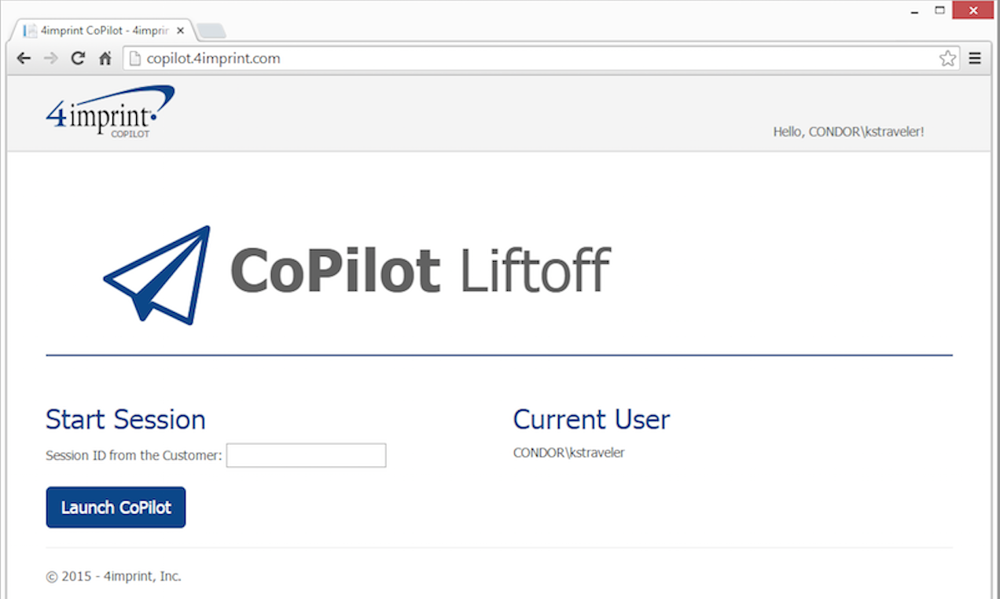 4imprint CoPilot - 4imprir
copilot.4imprint.com
4imprint
COPILOT
Hello, CONDOR\kstraveler!
CoPilot Liftoff
Start Session
Current User
Session ID from the Customer:
CONDOR\kstraveler
Launch CoPilot
© 2015 - 4imprint, Inc.